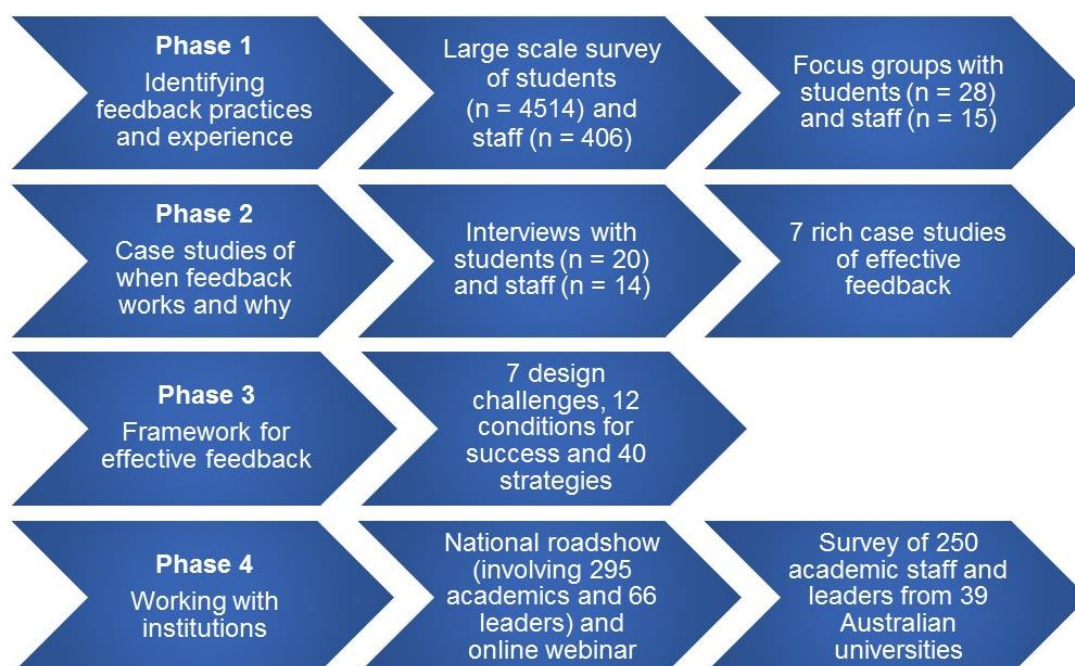 Phase 1
Identifying
feedback practices
and experience
Large scale survey
of students
(n = 4514) and
staff (n = 406)
Focus groups with
students (n = 28)
and staff (n = 15)
Phase 2
Case studies of
when feedback
works and why
Interviews with
students (n = 20)
and staff (n = 14)
7 rich case studies
of effective
feedback
Phase 3
Framework for
effective feedback
7 design
challenges, 12
conditions for
success and 40
strategies
Phase 4
Working with
institutions
National roadshow
(involving 295
academics and 66
leaders) and
online webinar
Survey of 250
academic staff and
leaders from 39
Australian
universities